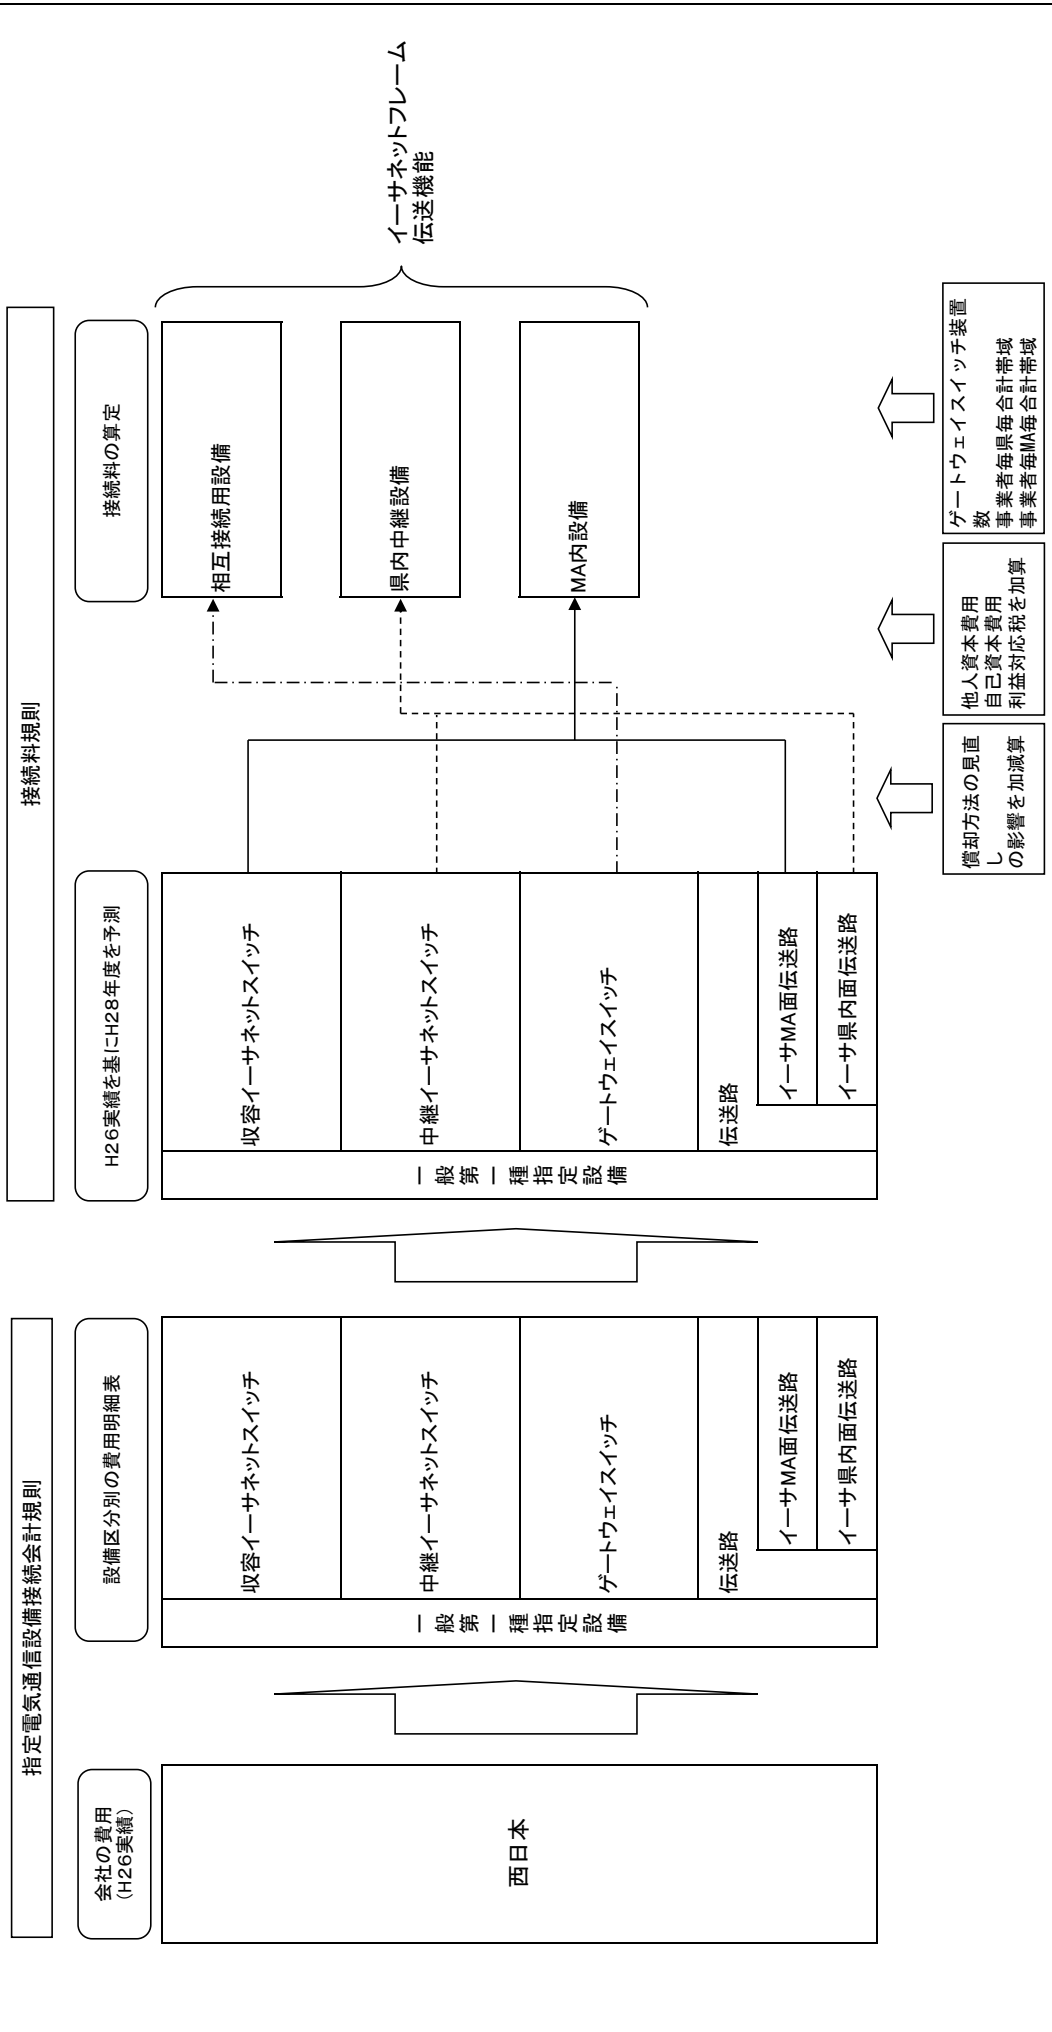 指定電気通信設備接続会計規則
接続料規則
会社の費用
（H26実績）
設備区分別の費用明細表
H26実績を基にH28年度を予測
接続料の算定
西日本
一般第一種指定設備
収容イーサネットスイッチ
中継イーサネットスイッチ
ゲートウェイスイッチ
伝送路
イーサMA面伝送路
イーサ県内面伝送路
一般第一種指定設備
収容イーサネットスイッチ
中継イーサネットスイッチ
ゲートウェイスイッチ
伝送路
イーサMA面伝送路
イーサ県内面伝送路
相互接続用設備
県内中継設備
MA内設備
イーサネットフレーム
伝送機能
償却方法の見直
し
の影響を加減算
他人資本費用
自己資本費用
利益対応税を加算
ゲートウェイスイッチ装置
数
事業者毎県毎合計帯域
事業者毎MA毎合計帯域